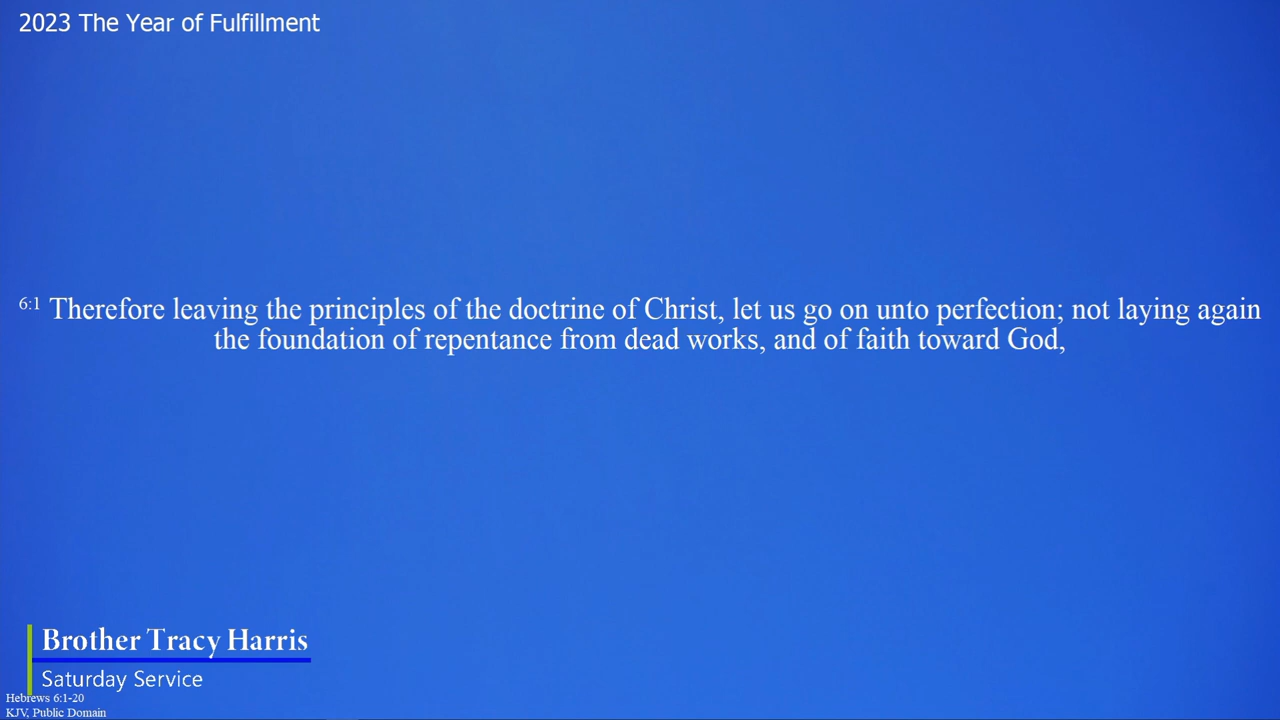 2023 The Year of Fulfillment
6:1 Therefore leaving the principles of the doctrine of Christ, let us go on unto perfection; not laying again
the foundation of repentance from dead works, and of faith toward God,
Brother Tracy Harris
Saturday Service
Hebrews 6:1-20
KJV, Public Domain